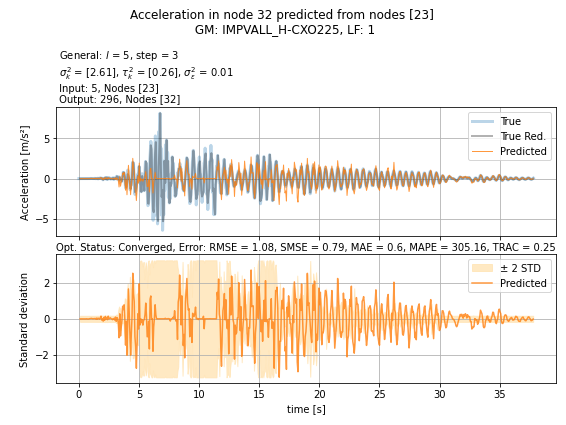 Acceleration in node 32 predicted from nodes [23]
GM: IMPVALL_H-CXO225, LF: 1
General: l = 5, step = 3
σ²ₖ = [2.61], τ²ₖ = [0.26], σ²ε = 0.01
Input: 5, Nodes [23]
Output: 296, Nodes [32]
True
True Red.
Predicted
Acceleration [m/s²]
5
0
−5
Opt. Status: Converged, Error: RMSE = 1.08, SMSE = 0.79, MAE = 0.6, MAPE = 305.16, TRAC = 0.25
± 2 STD
Predicted
Standard deviation
2
0
−2
0 5 10 15 20 25 30 35
time [s]